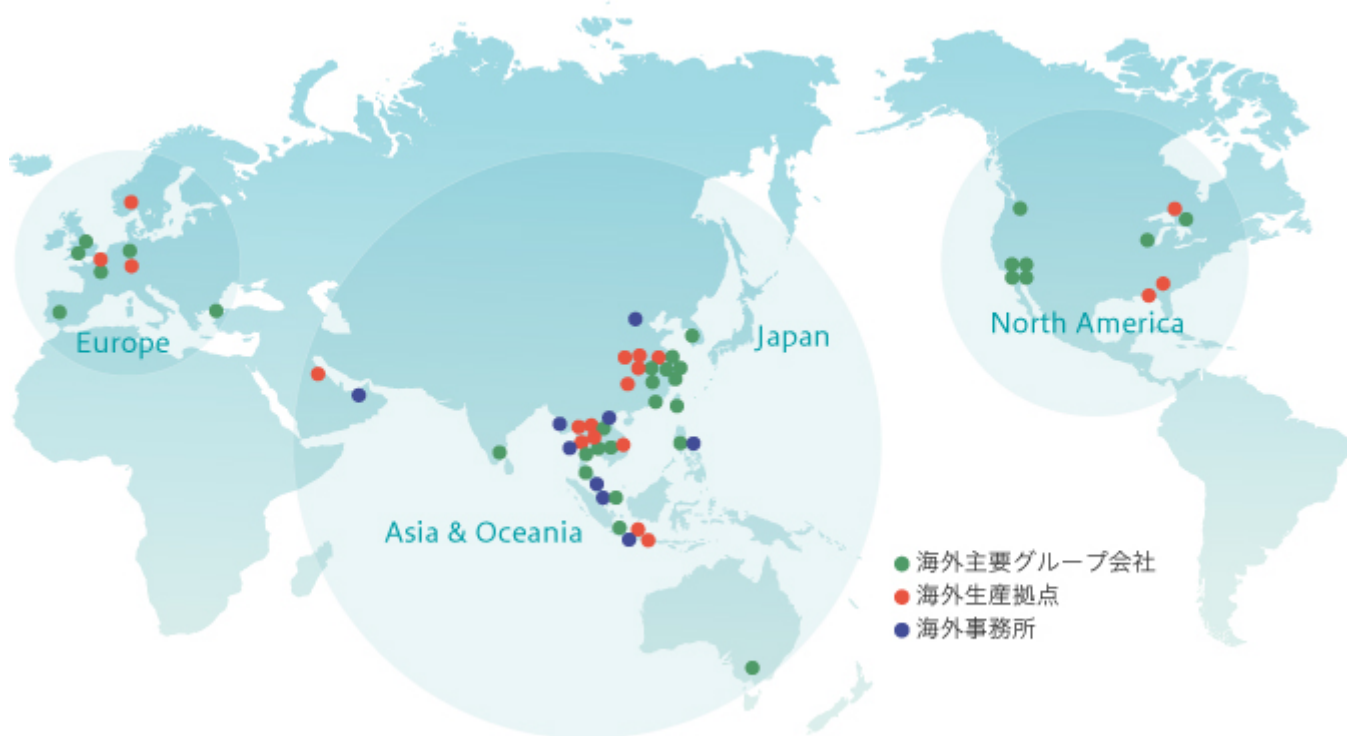 Europe
Japan
North America
Asia & Oceania
海外主要グループ会社
海外生産拠点
海外事務所